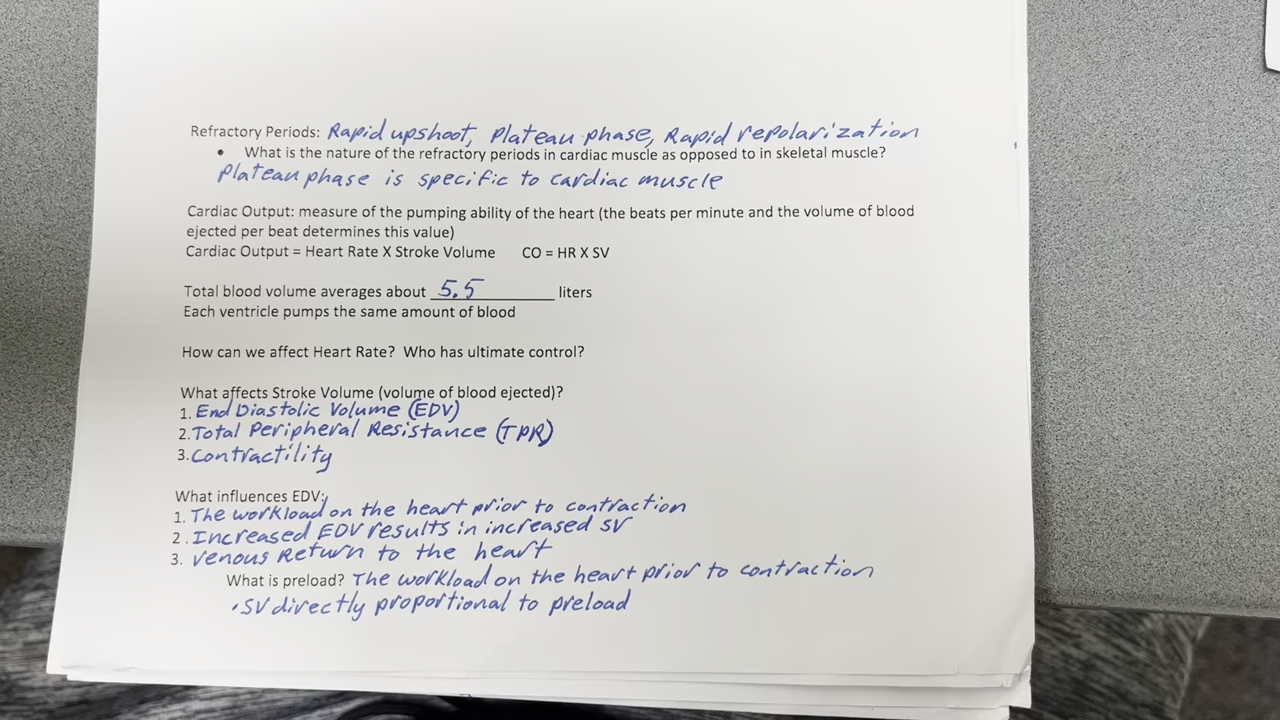 Refractory Periods: Rapid upshoot, Plateau phase, Rapid repolarization
• What is the nature of the refractory periods in cardiac muscle as opposed to in skeletal muscle?
Plateau phase is specific to cardiac muscle
Cardiac Output: measure of the pumping ability of the heart (the beats per minute and the volume of blood
ejected per beat determines this value)
Cardiac Output = Heart Rate X Stroke Volume CO = HR X SV
Total blood volume averages about 5.5 liters
Each ventricle pumps the same amount of blood
How can we affect Heart Rate? Who has ultimate control?
What affects Stroke Volume (volume of blood ejected)?
1. End Diastolic Volume (EDV)
2. Total Peripheral Resistance (TPR)
3. Contractility
What influences EDV:
1. The workload on the heart prior to contraction
2. Increased EDV results in increased SV
3. Venous Return to the heart
What is preload? The workload on the heart prior to contraction
• SV directly proportional to preload